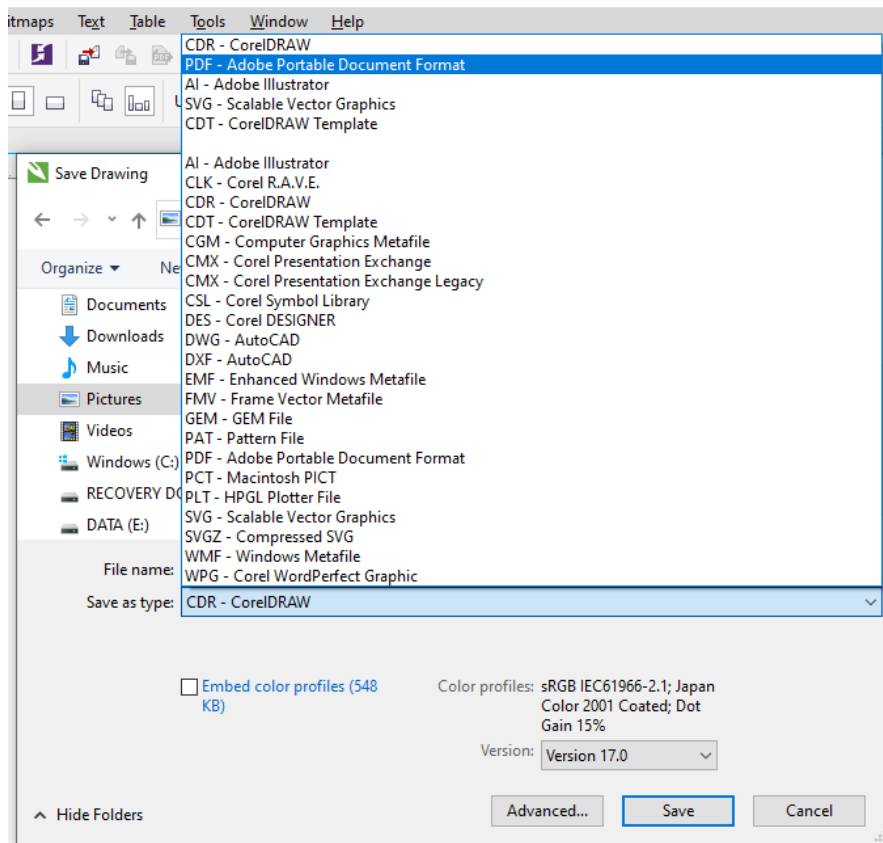 itmaps Text Table Tools Window Help
CDR - CorelDRAW
PDF - Adobe Portable Document Format
AI - Adobe Illustrator
SVG - Scalable Vector Graphics
CDT - CorelDRAW Template
AI - Adobe Illustrator
CLK - Corel R.A.V.E.
CDR - CorelDRAW
CDT - CorelDRAW Template
CGM - Computer Graphics Metafile
CMX - Corel Presentation Exchange
CMX - Corel Presentation Exchange Legacy
CSL - Corel Symbol Library
DES - Corel DESIGNER
DWG - AutoCAD
DXF - AutoCAD
EMF - Enhanced Windows Metafile
FMV - Frame Vector Metafile
GEM - GEM File
PAT - Pattern File
PDF - Adobe Portable Document Format
PCT - Macintosh PICT
PLT - HPGL Plotter File
SVG - Scalable Vector Graphics
SVGZ - Compressed SVG
WMF - Windows Metafile
WPG - Corel WordPerfect Graphic
Save Drawing
Organize
Ne
Documents
Downloads
Music
Pictures
Videos
Windows (C:)
RECOVERY DO
DATA (E:)
File name:
Save as type: CDR - CorelDRAW
Embed color profiles (548
KB)
Color profiles: sRGB IEC61966-2.1; Japan
Color 2001 Coated; Dot
Gain 15%
Version: Version 17.0
Hide Folders
Advanced... Save Cancel